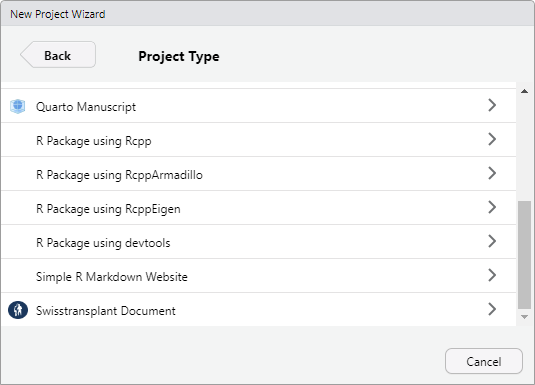 New Project Wizard
Back
Project Type
Quarto Manuscript
R Package using Rcpp
R Package using RcppArmadillo
R Package using RcppEigen
R Package using devtools
Simple R Markdown Website
Swisstransplant Document
Cancel